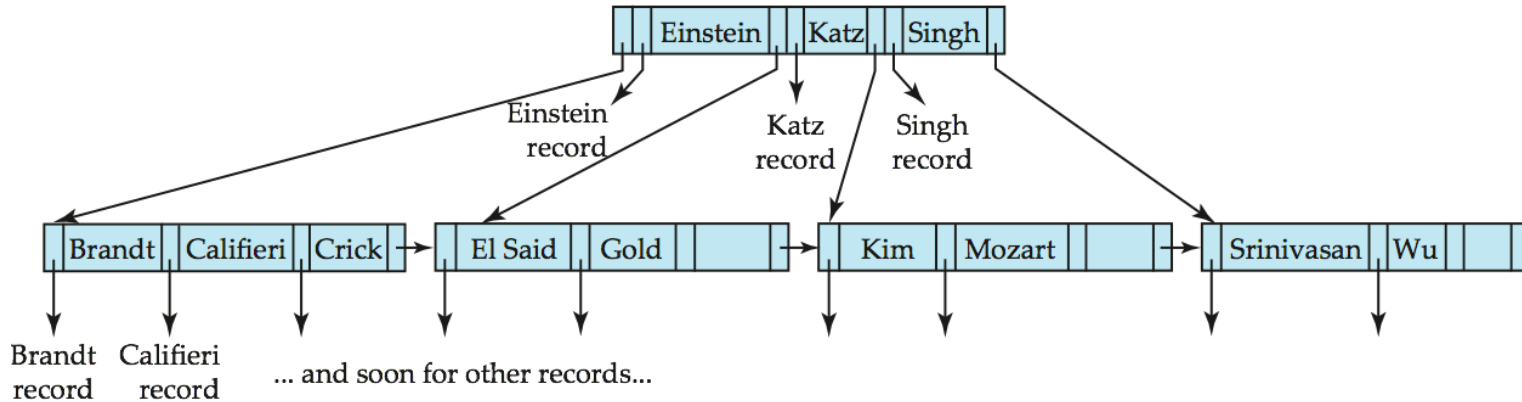 Einstein Katz Singh
Einstein
record
Katz
record
Singh
record
Brandt Califieri Crick El Said Gold Kim Mozart Srinivasan Wu
Brandt
record
Califieri
record
... and soon for other records...